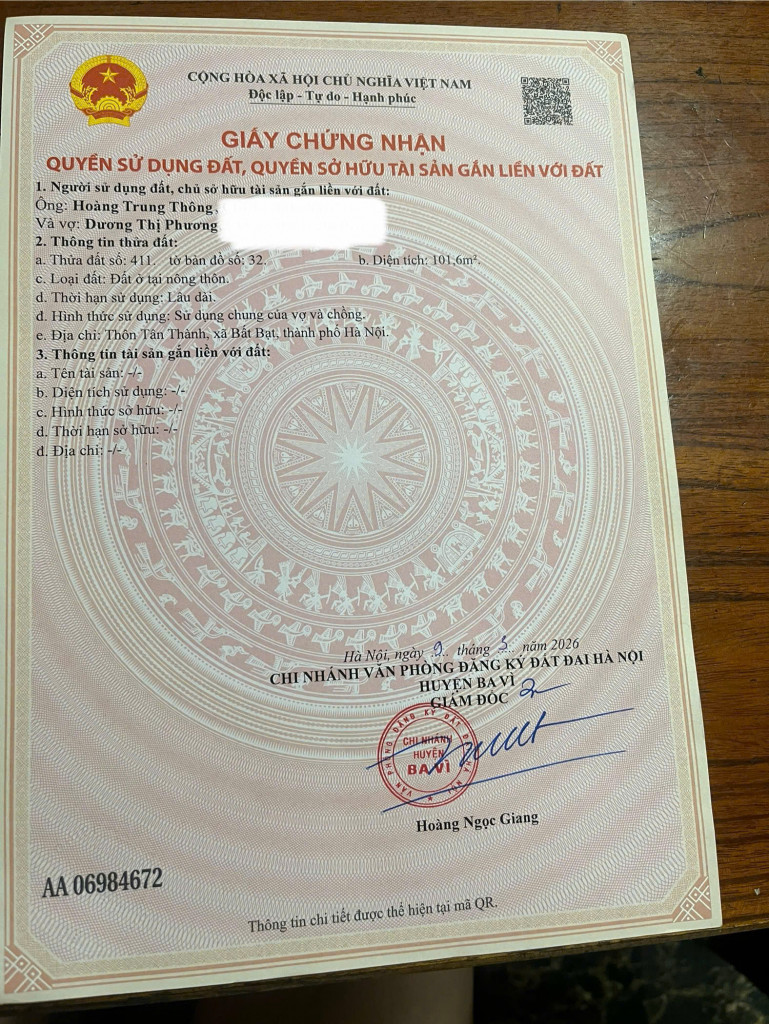 CỘNG HÒA XÃ HỘI CHỦ NGHĨA VIỆT NAM
Độc lập - Tự do - Hạnh phúc
GIẤY CHỨNG NHẬN
QUYỀN SỬ DỤNG ĐẤT, QUYỀN SỞ HỮU TÀI SẢN GẮN LIỀN VỚI ĐẤT
1. Người sử dụng đất, chủ sở hữu tài sản gắn liền với đất:
Ông: Hoàng Trung Thông,
Và vợ: Dương Thị Phương
2. Thông tin thửa đất:
a. Thửa đất số: 411. tờ bản đồ số: 32. b. Diện tích: 101,6m².
c. Loại đất: Đất ở tại nông thôn.
d. Thời hạn sử dụng: Lâu dài.
đ. Hình thức sử dụng: Sử dụng chung của vợ và chồng.
e. Địa chỉ: Thôn Tân Thành, xã Bất Bạt, thành phố Hà Nội.
3. Thông tin tài sản gắn liền với đất:
a. Tên tài sản: -/-
b. Diện tích sử dụng: -/-
c. Hình thức sở hữu: -/-
d. Thời hạn sở hữu: -/-
đ. Địa chỉ: -/-
Hà Nội, ngày 9 tháng 3 năm 2026
CHI NHÁNH VĂN PHÒNG ĐĂNG KÝ ĐẤT ĐAI HÀ NỘI
HUYỆN BA VÌ
GIÁM ĐỐC
VĂN PHÒNG ĐĂNG KÝ ĐẤT ĐAI HÀ NỘI
CHI NHÁNH
HUYỆN
BA VÌ
Hoàng Ngọc Giang
AA 06984672
Thông tin chi tiết được thể hiện tại mã QR.